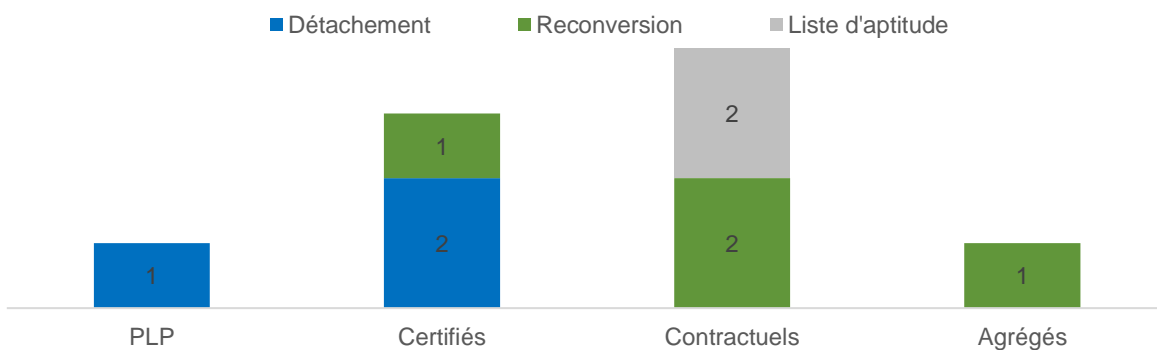 Détachement Reconversion Liste d'aptitude
2
1
1 2 2 1
PLP Certifiés Contractuels Agrégés